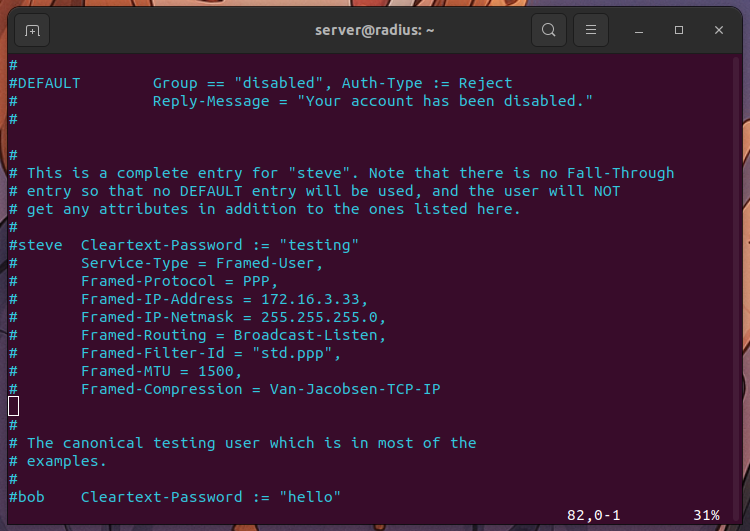 server@radius: ~
#
#DEFAULT        Group == "disabled", Auth-Type := Reject
#               Reply-Message = "Your account has been disabled."
#
#
# This is a complete entry for "steve". Note that there is no Fall-Through
# entry so that no DEFAULT entry will be used, and the user will NOT
# get any attributes in addition to the ones listed here.
#
#steve  Cleartext-Password := "testing"
#       Service-Type = Framed-User,
#       Framed-Protocol = PPP,
#       Framed-IP-Address = 172.16.3.33,
#       Framed-IP-Netmask = 255.255.255.0,
#       Framed-Routing = Broadcast-Listen,
#       Framed-Filter-Id = "std.ppp",
#       Framed-MTU = 1500,
#       Framed-Compression = Van-Jacobsen-TCP-IP
#
# The canonical testing user which is in most of the
# examples.
#
#bob    Cleartext-Password := "hello"
82,0-1        31%